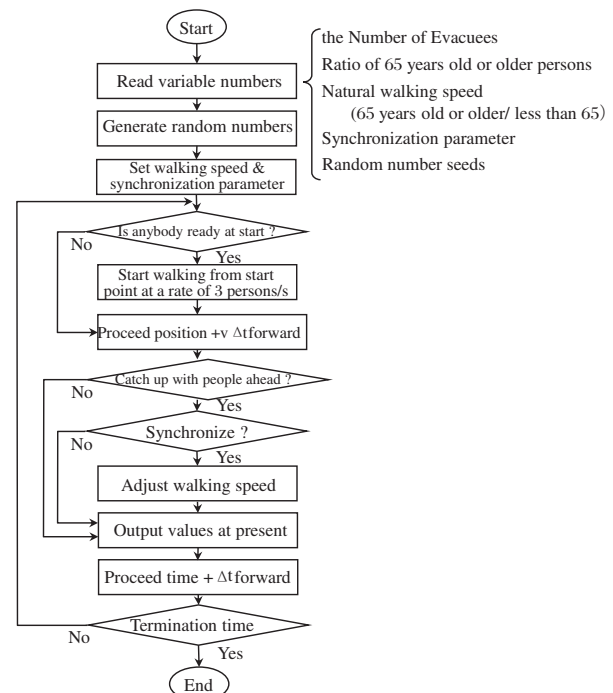 Start
Read variable numbers
the Number of Evacuees
Ratio of 65 years old or older persons
Natural walking speed
(65 years old or older/ less than 65)
Synchronization parameter
Random number seeds
Generate random numbers
Set walking speed &
synchronization parameter
Is anybody ready at start ?
No
Yes
Start walking from start
point at a rate of 3 persons/s
Proceed position +v Δtforward
Catch up with people ahead ?
No
Yes
Synchronize ?
No
Yes
Adjust walking speed
Output values at present
Proceed time + Δtforward
Termination time
No
Yes
End